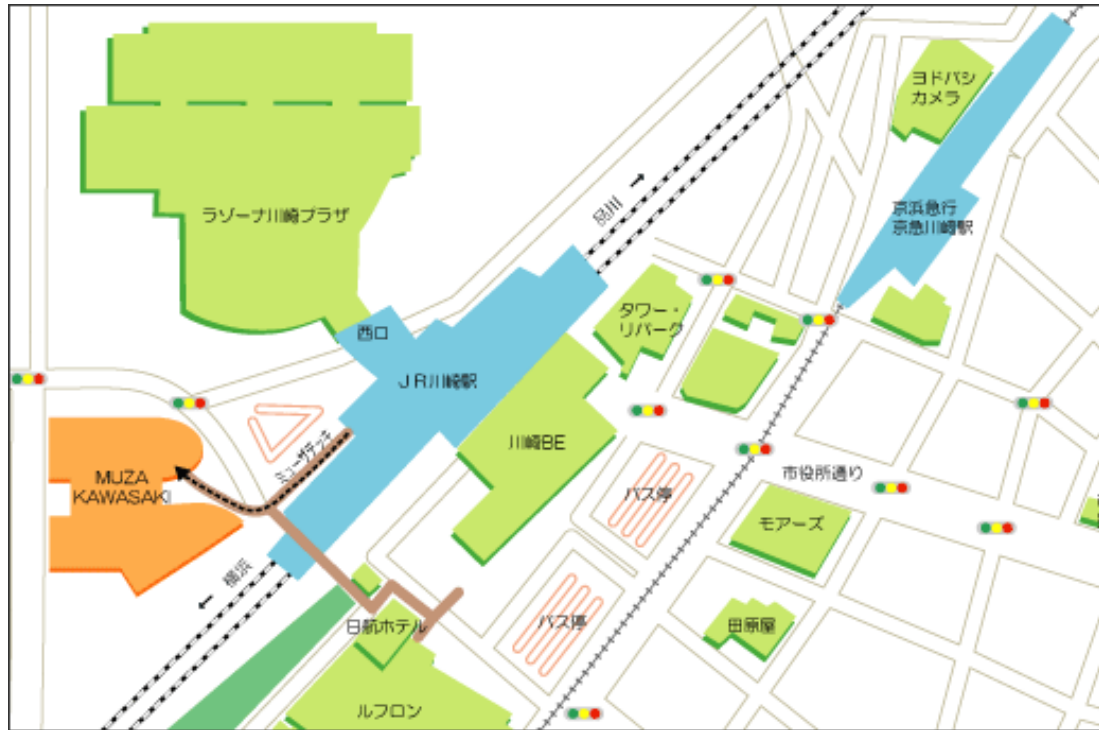 ヨドバシ
カメラ
ラゾーナ川崎プラザ
品川
→
京浜急行
京急川崎駅
タワー・
リパーク
西口
JR川崎駅
川崎BE
ミューザデッキ
MUZA
KAWASAKI
バス停
市役所通り
モアーズ
横浜
←
バス停
日航ホテル
田原屋
ルフロン